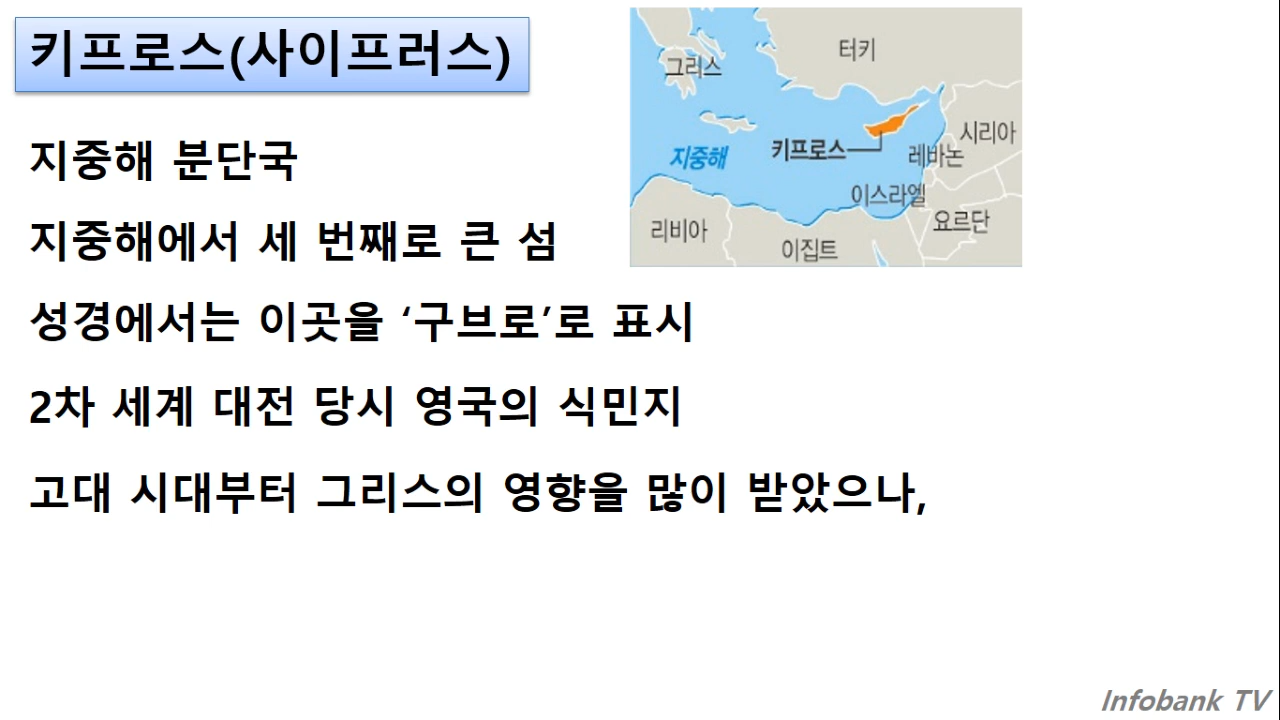 키프로스(사이프러스)
그리스
터키
시리아
키프로스
지중해
레바논
이스라엘
리비아
요르단
이집트
지중해 분단국
지중해에서 세 번째로 큰 섬
성경에서는 이곳을 ‘구브로’로 표시
2차 세계 대전 당시 영국의 식민지
고대 시대부터 그리스의 영향을 많이 받았으나,
Infobank TV